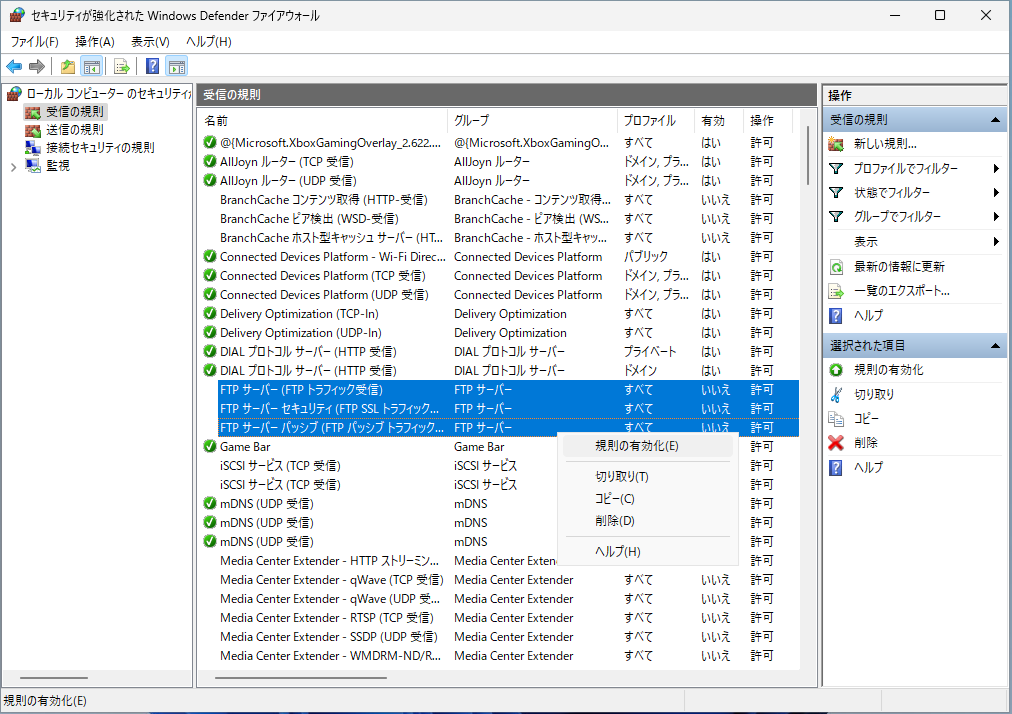 セキュリティが強化された Windows Defender ファイアウォール
ファイル(F) 操作(A) 表示(V) ヘルプ(H)
ローカル コンピューター のセキュリティ
受信の規則
送信の規則
接続セキュリティの規則
監視
受信の規則
名前 グループ プロファイル 有効 操作
@{Microsoft.XboxGamingOverlay_2.622.... @{Microsoft.XboxGamingO... すべて はい 許可
AllJoyn ルーター (TCP 受信) AllJoyn ルーター ドメイン, プラ... はい 許可
AllJoyn ルーター (UDP 受信) AllJoyn ルーター ドメイン, プラ... はい 許可
BranchCache コンテンツ取得 (HTTP-受信) BranchCache - コンテンツ取得... すべて いいえ 許可
BranchCache ピア検出 (WSD-受信) BranchCache - ピア検出 (WS... すべて いいえ 許可
BranchCache ホスト型キャッシュ サーバー (HT... BranchCache - ホスト型キャッ... すべて いいえ 許可
Connected Devices Platform - Wi-Fi Direc... Connected Devices Platform パブリック はい 許可
Connected Devices Platform (TCP 受信) Connected Devices Platform ドメイン, プラ... はい 許可
Connected Devices Platform (UDP 受信) Connected Devices Platform ドメイン, プラ... はい 許可
Delivery Optimization (TCP-In) Delivery Optimization すべて はい 許可
Delivery Optimization (UDP-In) Delivery Optimization すべて はい 許可
DIAL プロトコル サーバー (HTTP 受信) DIAL プロトコル サーバー プライベート はい 許可
DIAL プロトコル サーバー (HTTP 受信) DIAL プロトコル サーバー ドメイン はい 許可
FTP サーバー (FTP トラフィック受信) FTP サーバー すべて いいえ 許可
FTP サーバー セキュリティ (FTP SSL トラフィック... FTP サーバー すべて いいえ 許可
FTP サーバー パッシブ (FTP パッシブ トラフィック... FTP サーバー すべて いいえ 許可
Game Bar Game Bar 許可
iSCSI サービス (TCP 受信) iSCSI サービス 許可
iSCSI サービス (TCP 受信) iSCSI サービス 許可
mDNS (UDP 受信) mDNS 許可
mDNS (UDP 受信) mDNS 許可
mDNS (UDP 受信) mDNS 許可
Media Center Extender - HTTP ストリーミン... Media Center Exten 許可
Media Center Extender - qWave (TCP 受信) Media Center Extender すべて いいえ 許可
Media Center Extender - qWave (UDP 受... Media Center Extender すべて いいえ 許可
Media Center Extender - RTSP (TCP 受信) Media Center Extender すべて いいえ 許可
Media Center Extender - SSDP (UDP 受信) Media Center Extender すべて いいえ 許可
Media Center Extender - WMDRM-ND/R... Media Center Extender すべて いいえ 許可
規則の有効化(E)
切り取り(T)
コピー(C)
削除(D)
ヘルプ(H)
操作
受信の規則
新しい規則...
プロファイルでフィルター
状態でフィルター
グループでフィルター
表示
最新の情報に更新
一覧のエクスポート...
ヘルプ
選択された項目
規則の有効化
切り取り
コピー
削除
ヘルプ
規則の有効化(E)